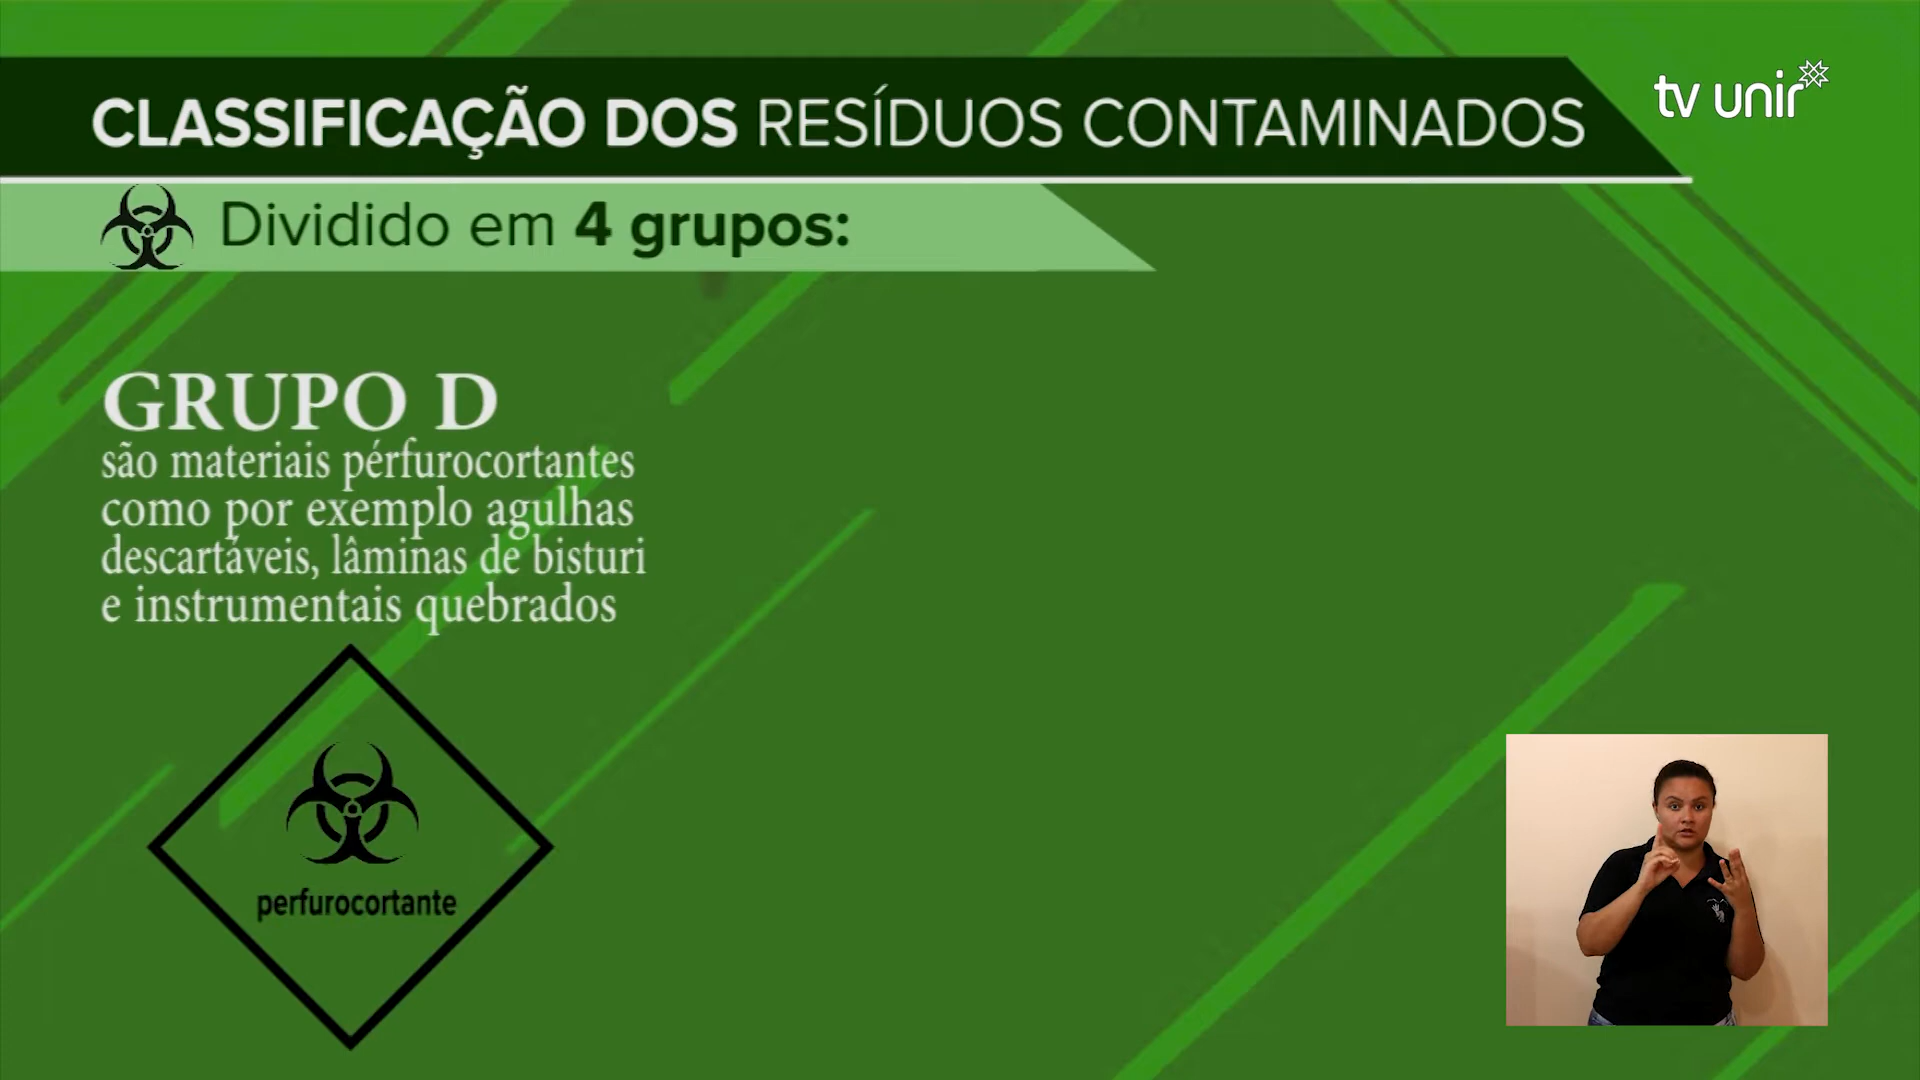 CLASSIFICAÇÃO DOS RESÍDUOS CONTAMINADOS
tv unir
Dividido em 4 grupos:
GRUPO D
são materiais pérfurocortantes
como por exemplo agulhas
descartáveis, lâminas de bisturi
e instrumentais quebrados
perfurocortante